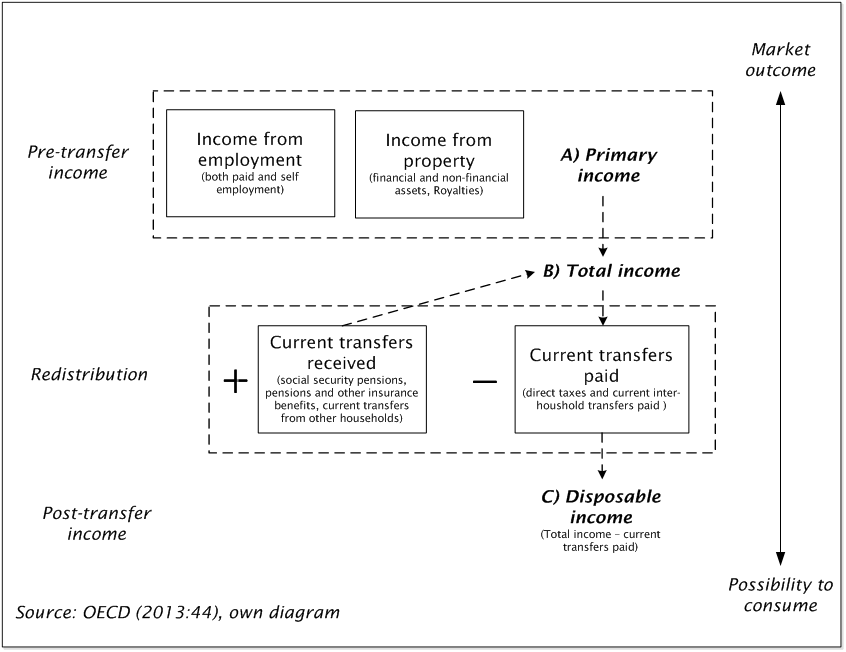 Market
outcome
Pre-transfer
income
Income from
employment
(both paid and self
employment)
Income from
property
(financial and non-financial
assets, Royalties)
A) Primary
income
B) Total income
Redistribution
+
Current transfers
received
(social security pensions,
pensions and other insurance
benefits, current transfers
from other households)
–
Current transfers
paid
(direct taxes and current inter-
houshold transfers paid )
Post-transfer
income
C) Disposable
income
(Total income – current
transfers paid)
Possibility to
consume
Source: OECD (2013:44), own diagram